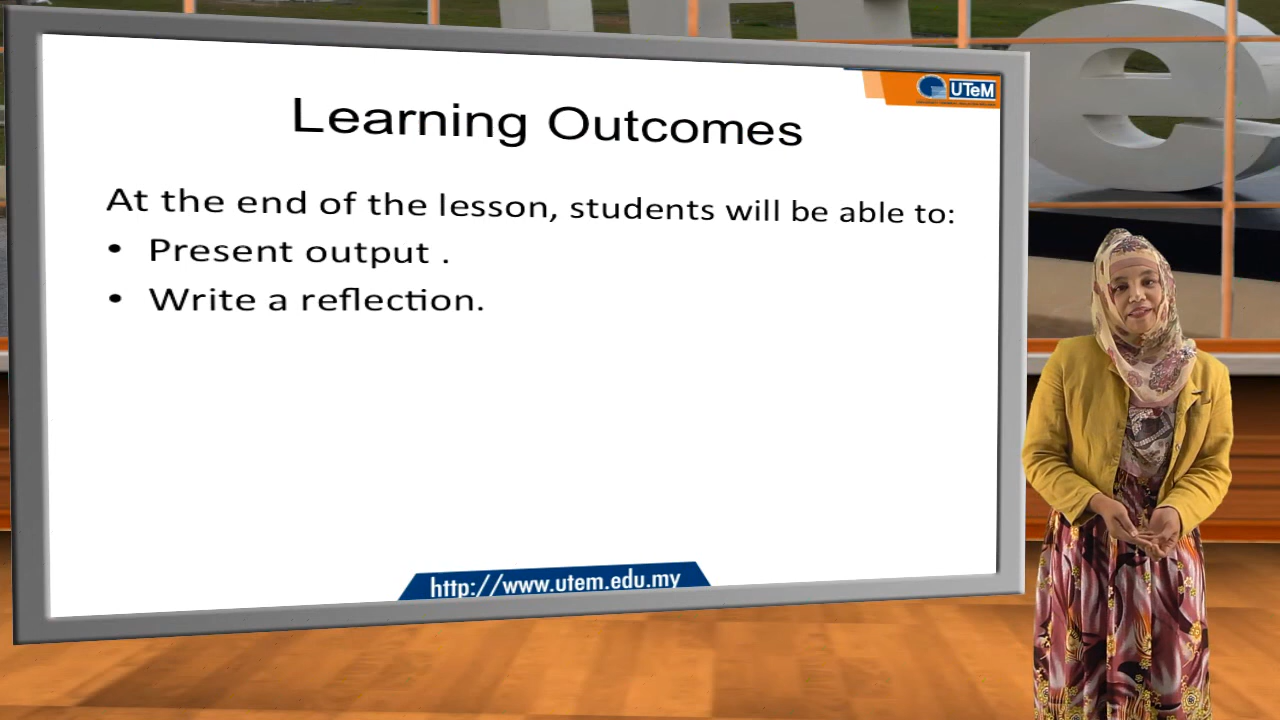 UTeM
Learning Outcomes
At the end of the lesson, students will be able to:
• Present output .
• Write a reflection.
http://www.utem.edu.my